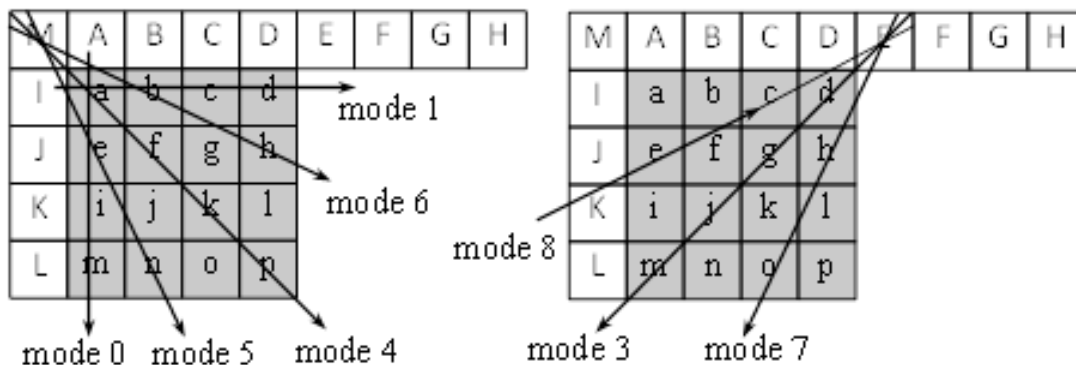 M A B C D E F G H
I a b c d
mode 1
J e f g h
K i j k l
mode 6
L m n o p
mode 0 mode 5 mode 4
M A B C D E F G H
I a b c d
J e f g h
K i j k l
mode 8
L m n o p
mode 3 mode 7